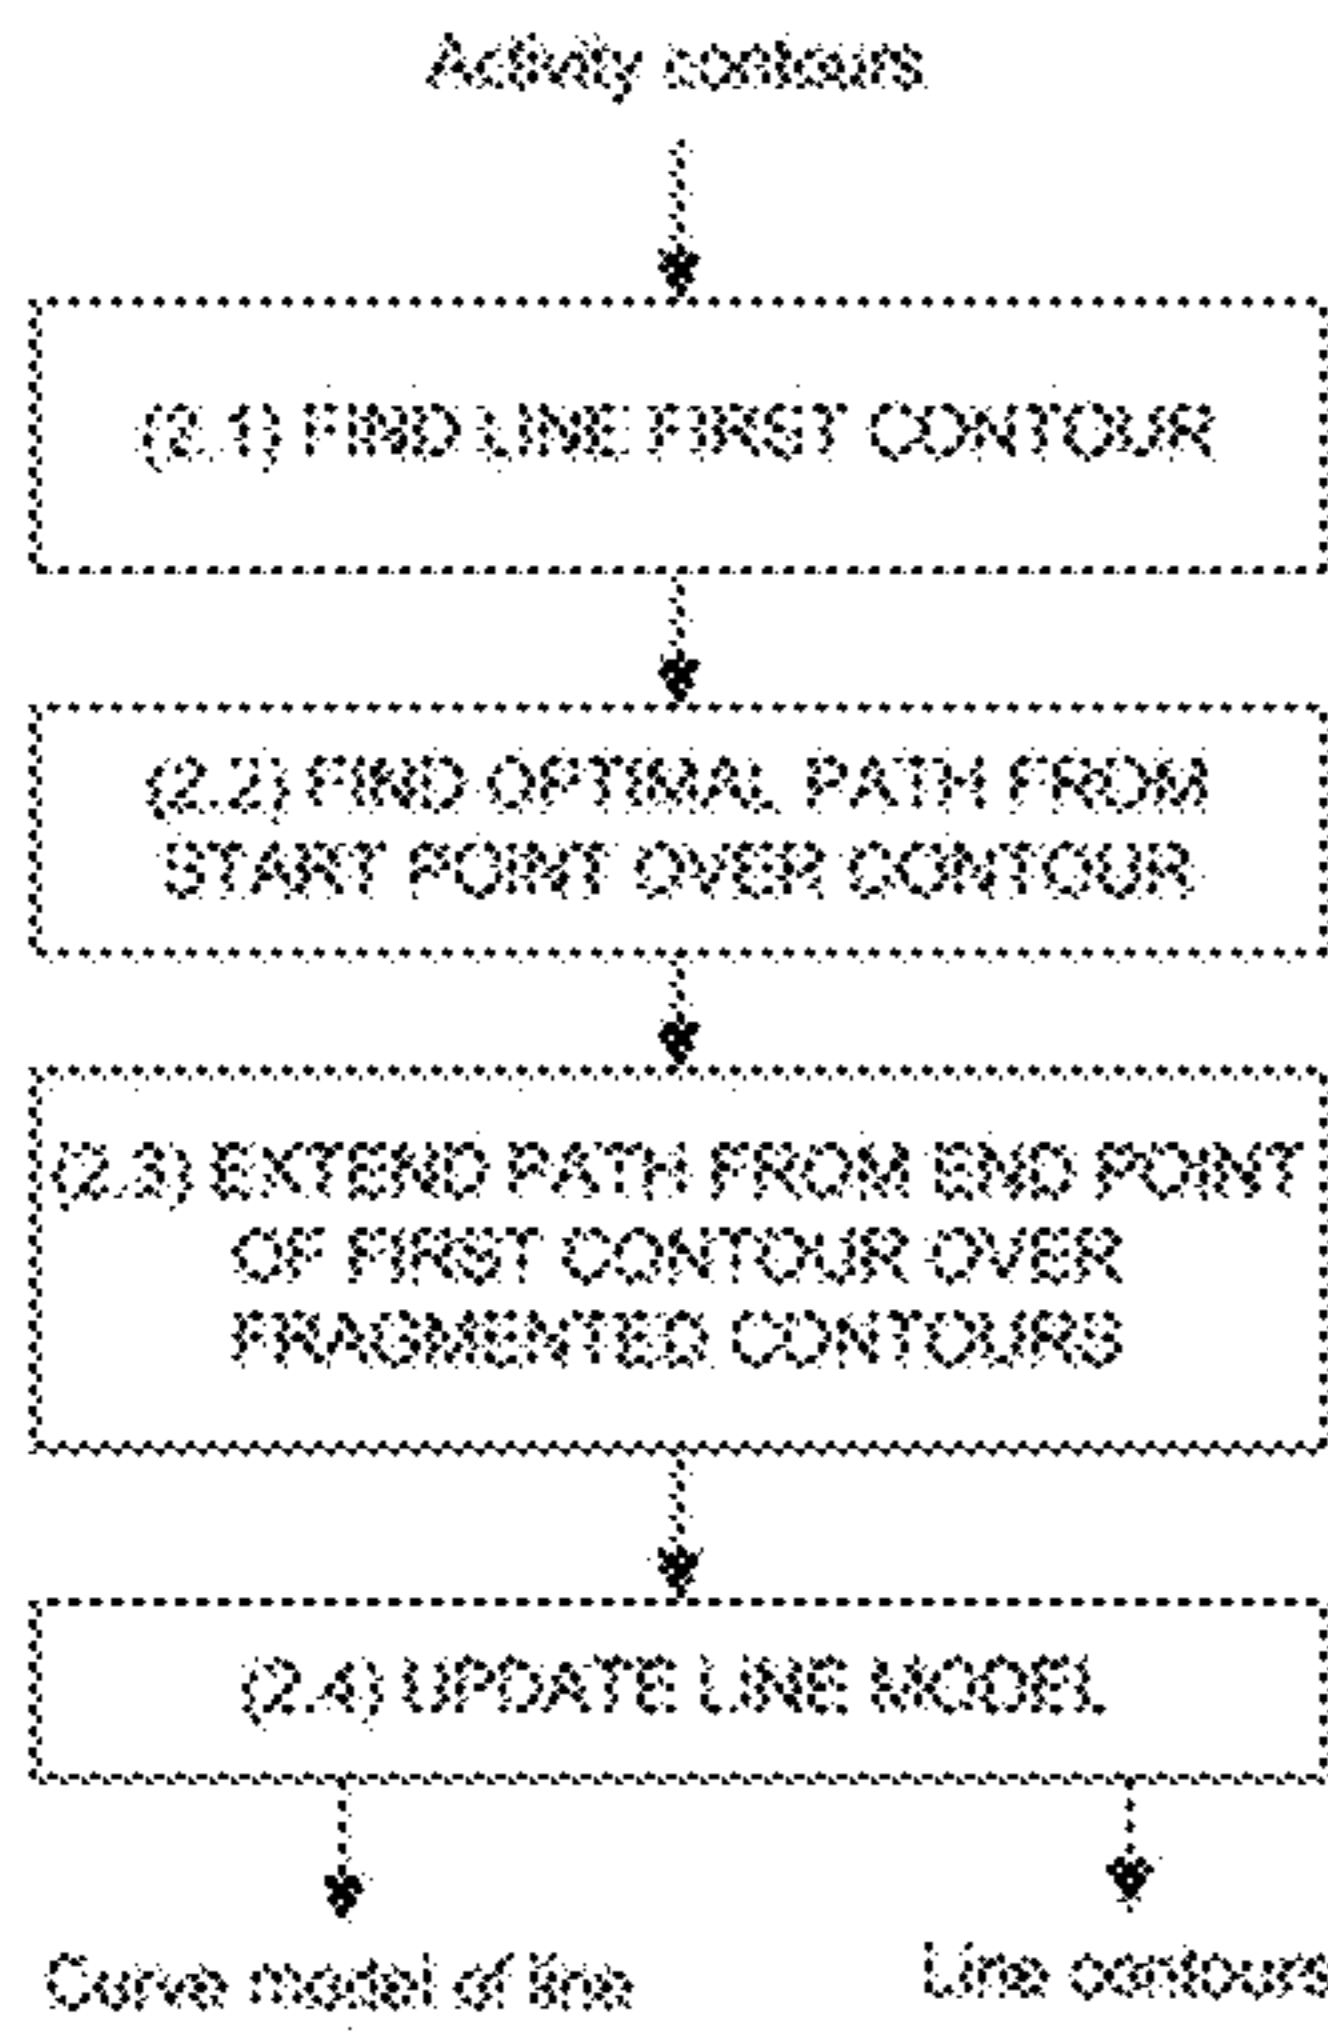 Activity contours
(2.1) FIND LINE FIRST CONTOUR
(2.2) FIND OPTIMAL PATH FROM
START POINT OVER CONTOUR
(2.3) EXTEND PATH FROM END POINT
OF FIRST CONTOUR OVER
FRAGMENTED CONTOURS
(2.4) UPDATE LINE MODEL
Curve model of line
Line contours